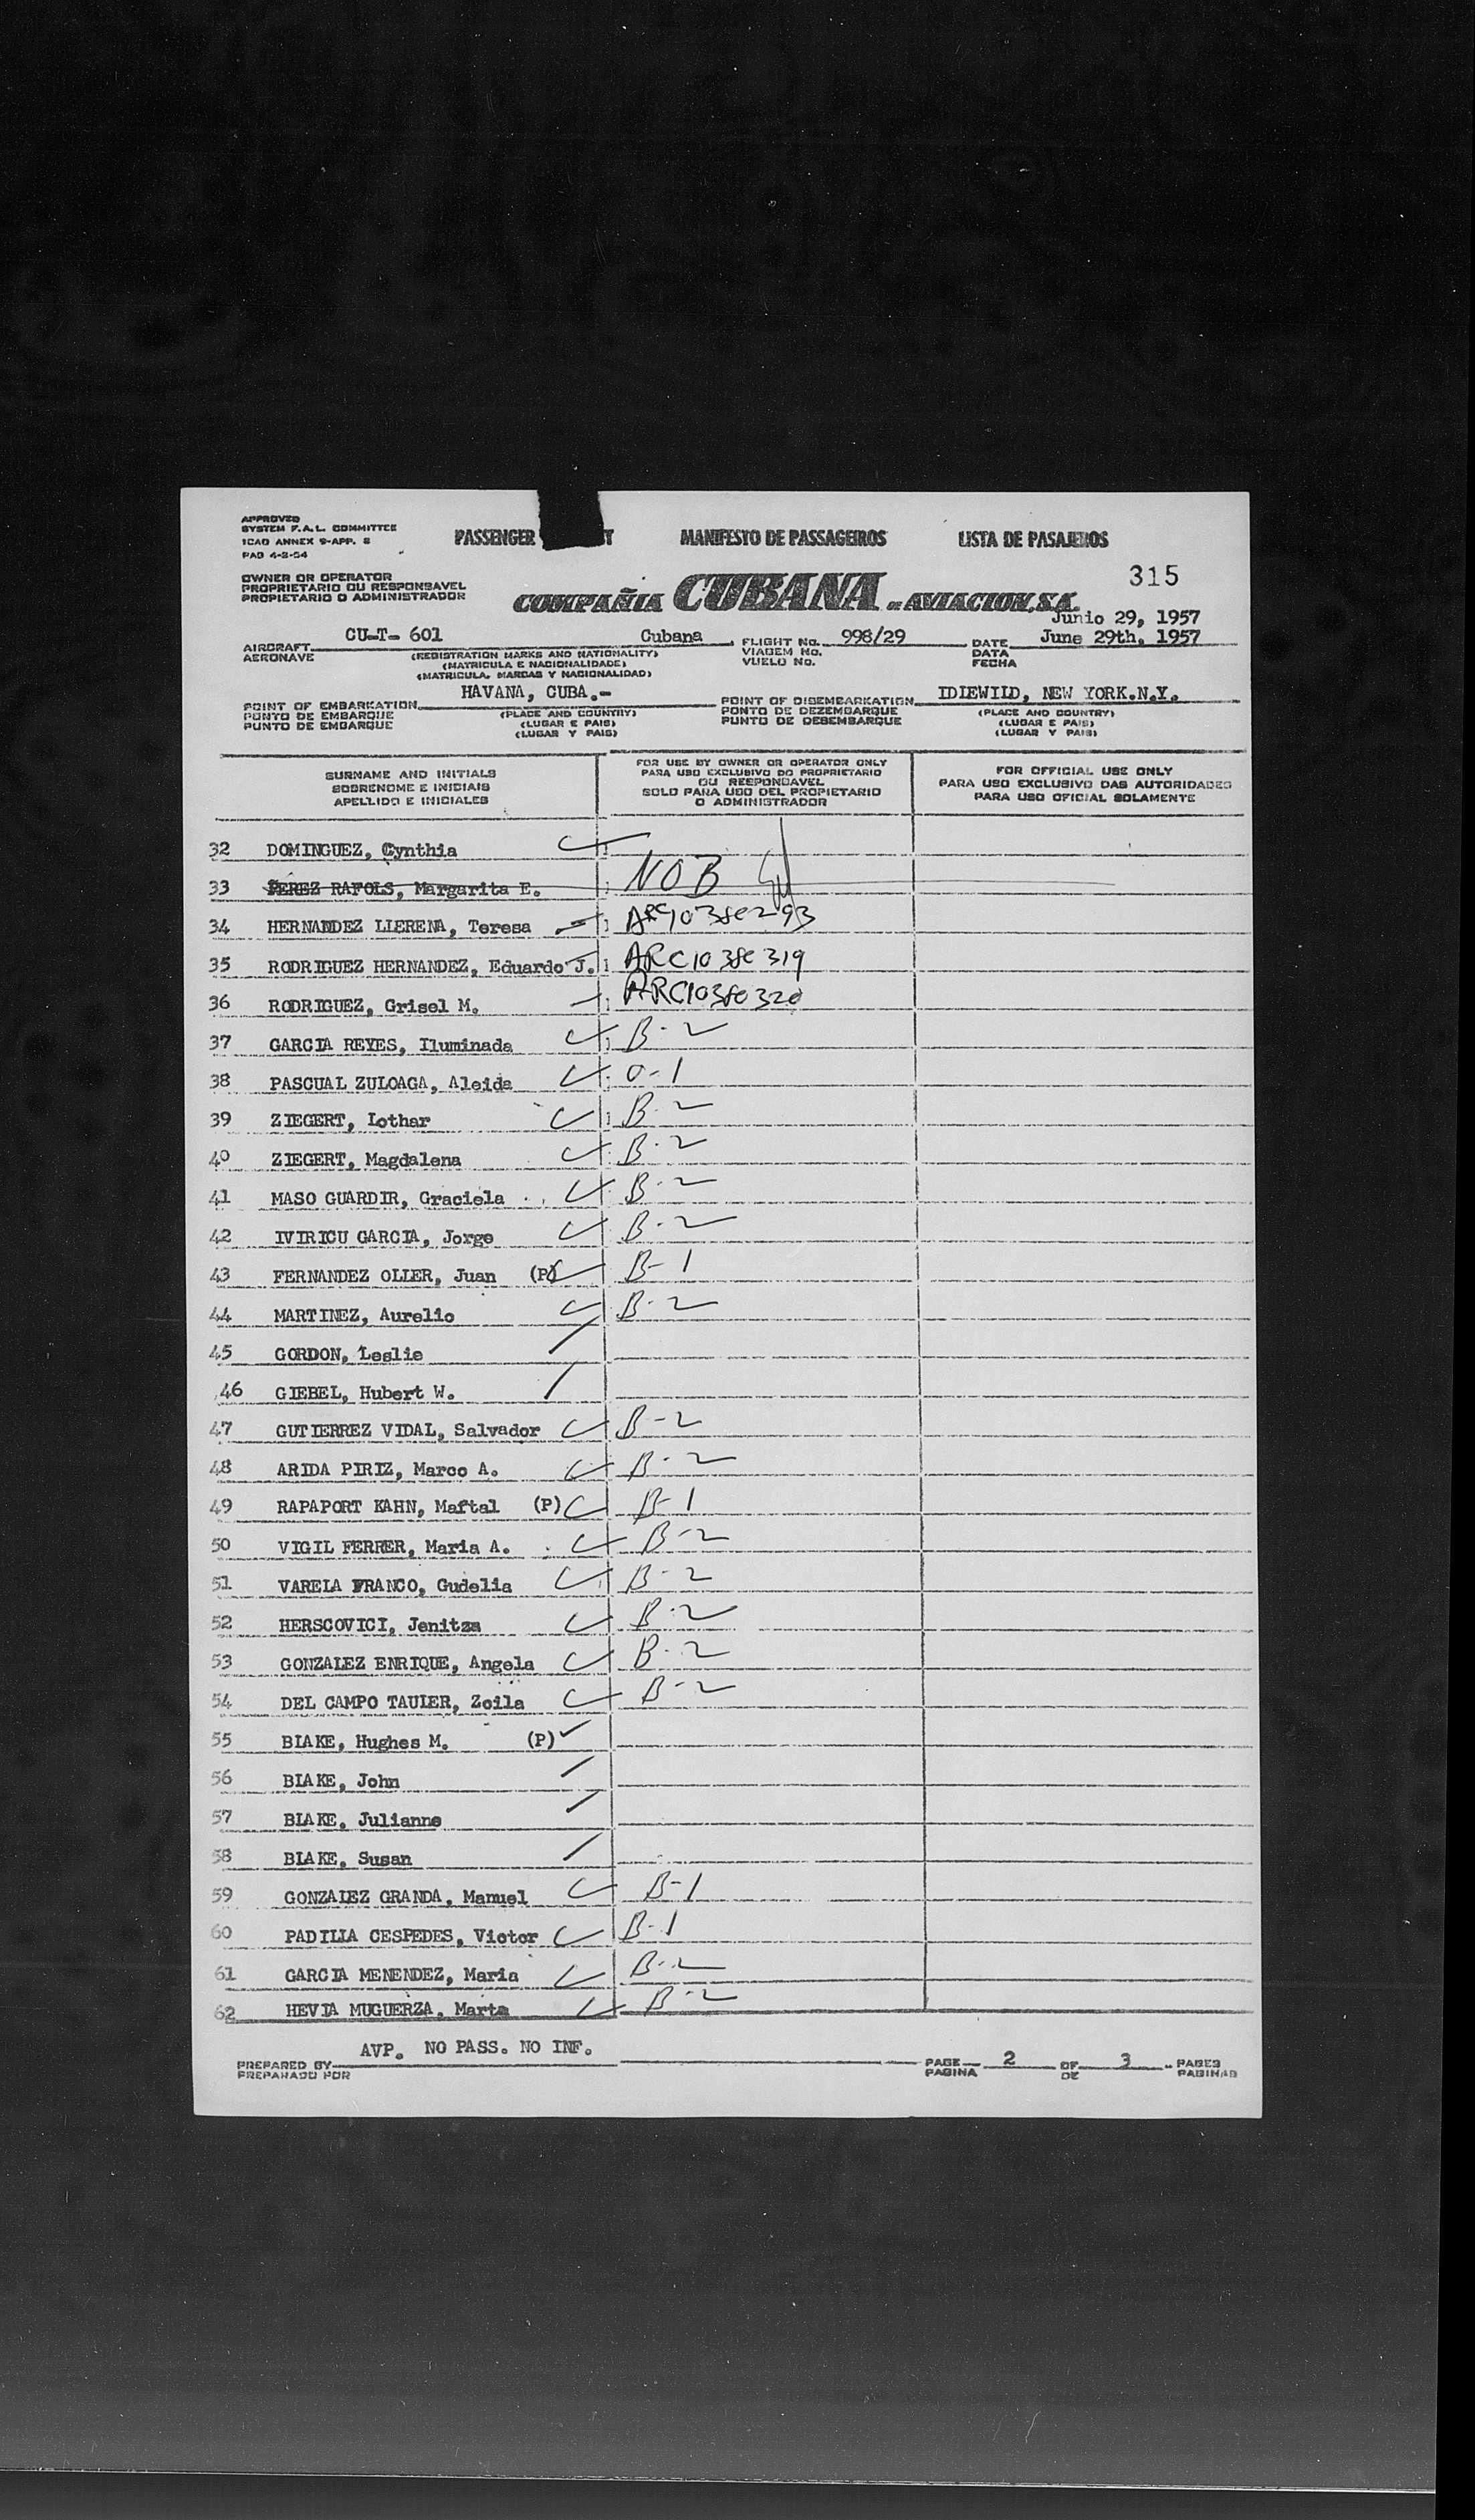 APPROVED
SYSTEM F.A.L. COMMITTEE
ICAO ANNEX 9-APP. 8
PAD 4-2-54
PASSENGER T MANIFESTO DE PASSAGEIROS LISTA DE PASAJEROS
OWNER OR OPERATOR
PROPRIETARIO OU RESPONSAVEL
PROPIETARIO O ADMINISTRADOR
315
COMPAÑIA CUBANA DE AVIACION, S.A.
Junio 29, 1957
AIRCRAFT CU-T- 601 Cubana FLIGHT No. 998/29 DATE June 29th. 1957
AERONAVE (REGISTRATION MARKS AND NATIONALITY) VIAGEM No. DATA
(MATRICULA E NACIONALIDADE) VUELO No. FECHA
(MATRICULA, MARCAS Y NACIONALIDAD)
POINT OF EMBARKATION HAVANA, CUBA.- POINT OF DISEMBARKATION IDIEWILD, NEW YORK.N.Y.
PUNTO DE EMBARQUE (PLACE AND COUNTRY) PONTO DE DEZEMBARQUE (PLACE AND COUNTRY)
PUNTO DE EMBARQUE (LUGAR E PAIS) PUNTO DE DESEMBARQUE (LUGAR E PAIS)
(LUGAR Y PAIS) (LUGAR Y PAIS)
SURNAME AND INITIALS
SOBRENOME E INICIAIS
APELLIDO E INICIALES
FOR USE BY OWNER OR OPERATOR ONLY
PARA USO EXCLUSIVO DO PROPRIETARIO
OU RESPONSAVEL
SOLO PARA USO DEL PROPIETARIO
O ADMINISTRADOR
FOR OFFICIAL USE ONLY
PARA USO EXCLUSIVO DAS AUTORIDADES
PARA USO OFICIAL SOLAMENTE
32 DOMINGUEZ, Cynthia
33 PEREZ RAFOLS, Margarita E. NOB
34 HERNANDEZ LLERENA, Teresa ARC10380293
35 RODRIGUEZ HERNANDEZ, Eduardo J. ARC10380319
36 RODRIGUEZ, Grisel M. ARC10380320
37 GARCIA REYES, Iluminada B-2
38 PASCUAL ZULOAGA, Aleida O-1
39 ZIEGERT, Lothar B-2
40 ZIEGERT, Magdalena B-2
41 MASO GUARDIR, Graciela B-2
42 IVIRICU GARCIA, Jorge B-2
43 FERNANDEZ OLLER, Juan (P) B-1
44 MARTINEZ, Aurelio B-2
45 GORDON, Leslie
46 GIEBEL, Hubert W.
47 GUTIERREZ VIDAL, Salvador B-2
48 ARIDA PIRIZ, Marco A. B-2
49 RAPAPORT KAHN, Maftal (P) B-1
50 VIGIL FERRER, Maria A. B-2
51 VARELA FRANCO, Gudelia B-2
52 HERSCOVICI, Jenitza B-2
53 GONZALEZ ENRIQUE, Angela B-2
54 DEL CAMPO TAULER, Zoila B-2
55 BLAKE, Hughes M. (P)
56 BLAKE, John
57 BLAKE, Julianne
58 BLAKE, Susan
59 GONZALEZ GRANDA, Manuel B-1
60 PADILLA CESPEDES, Victor B-1
61 GARCIA MENENDEZ, Maria B-2
62 HEVIA MUGUERZA, Marta B-2
AVP. NO PASS. NO INF.
PREPARED BY PAGE 2 OF 3 PAGES
PREPARADO POR PAGINA DE PAGINAS